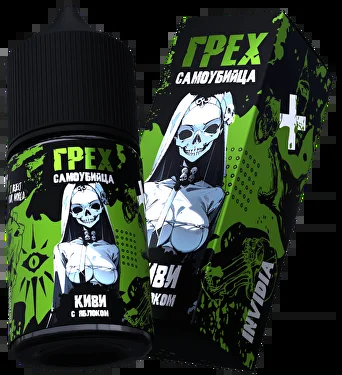 ГРЕХ
САМОУБИЙЦА
КИВИ
С ЯБЛОКОМ
ГРЕХ
САМОУБИЙЦА
КИВИ
INVIDIA